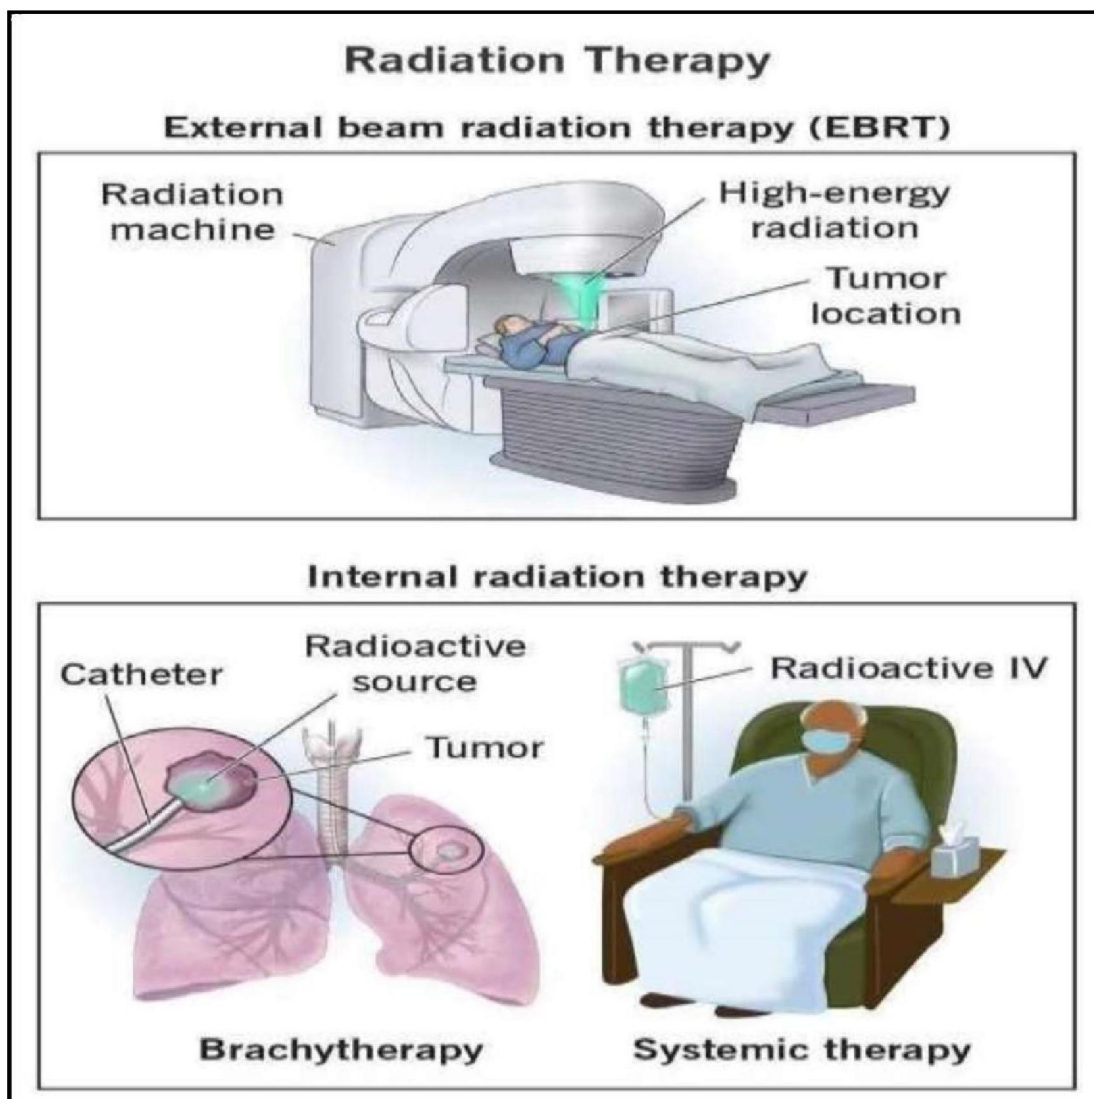 Radiation Therapy
External beam radiation therapy (EBRT)
Radiation
machine
High-energy
radiation
Tumor
location
Internal radiation therapy
Catheter
Radioactive
source
Tumor
Radioactive IV
Brachytherapy
Systemic therapy